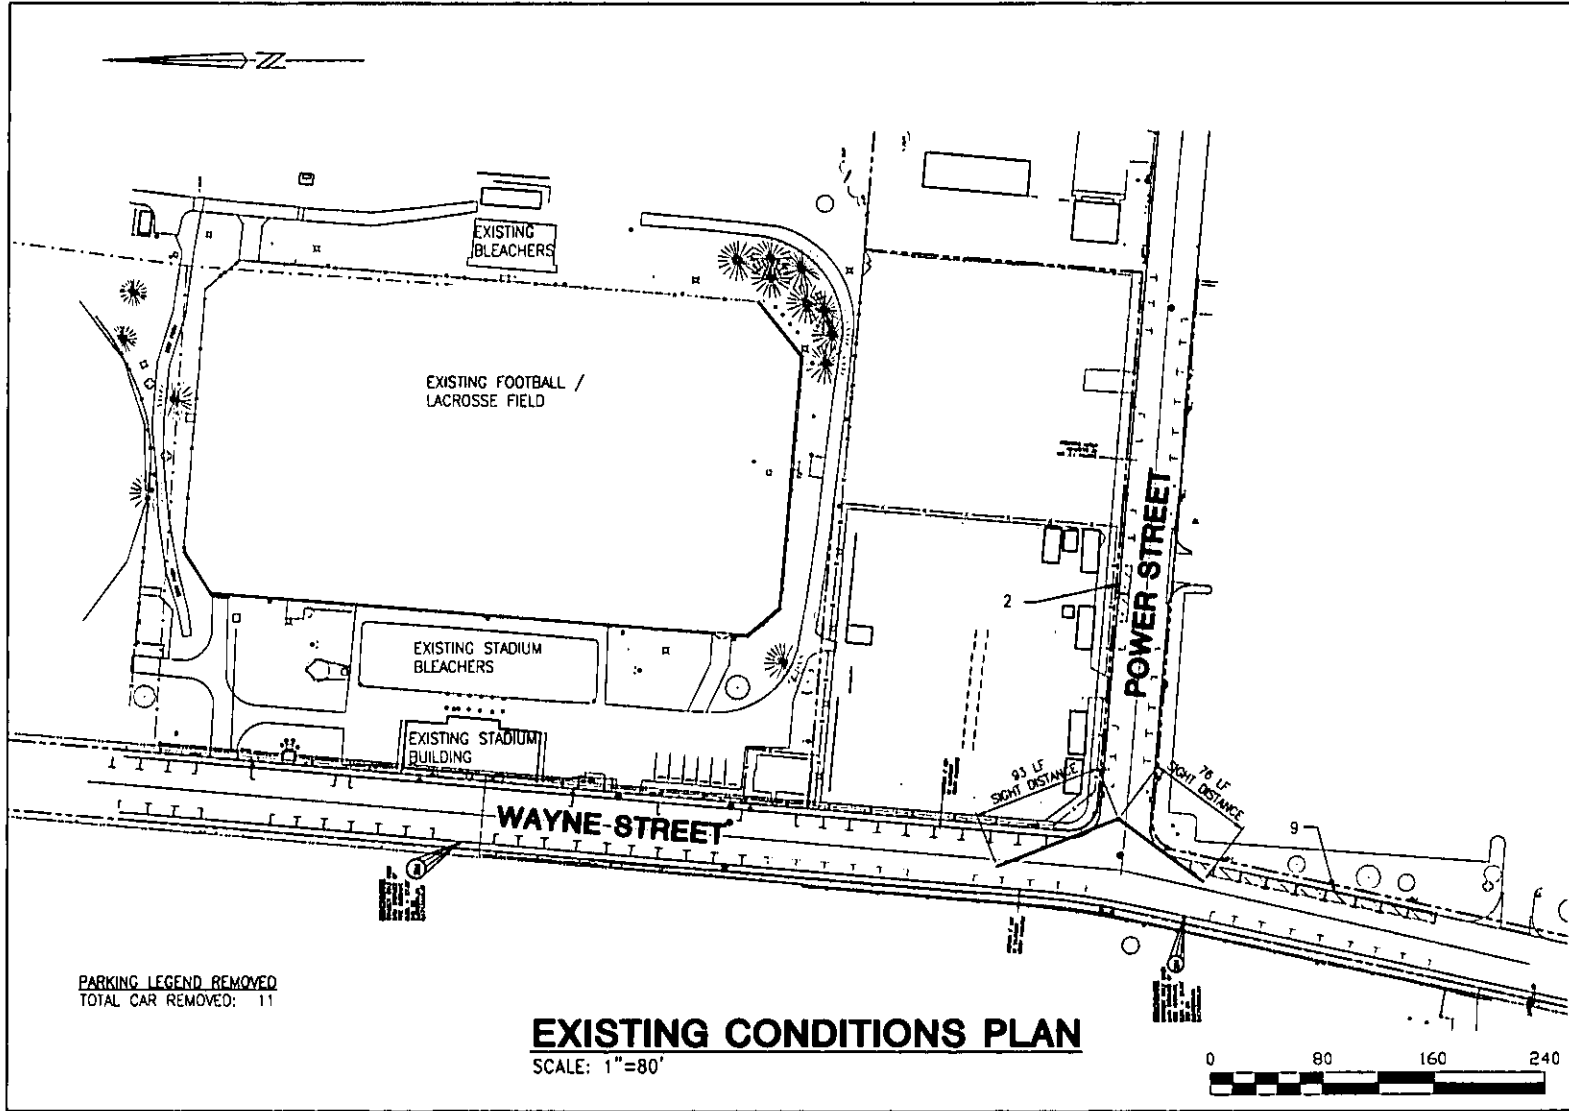 N
EXISTING
BLEACHERS
EXISTING FOOTBALL /
LACROSSE FIELD
POWER STREET
2
EXISTING STADIUM
BLEACHERS
EXISTING STADIUM
BUILDING
93 LF
SIGHT DISTANCE
76 LF
SIGHT DISTANCE
WAYNE STREET
9
PARKING LEGEND REMOVED
TOTAL CAR REMOVED: 11
EXISTING CONDITIONS PLAN
SCALE: 1"=80'
0 80 160 240